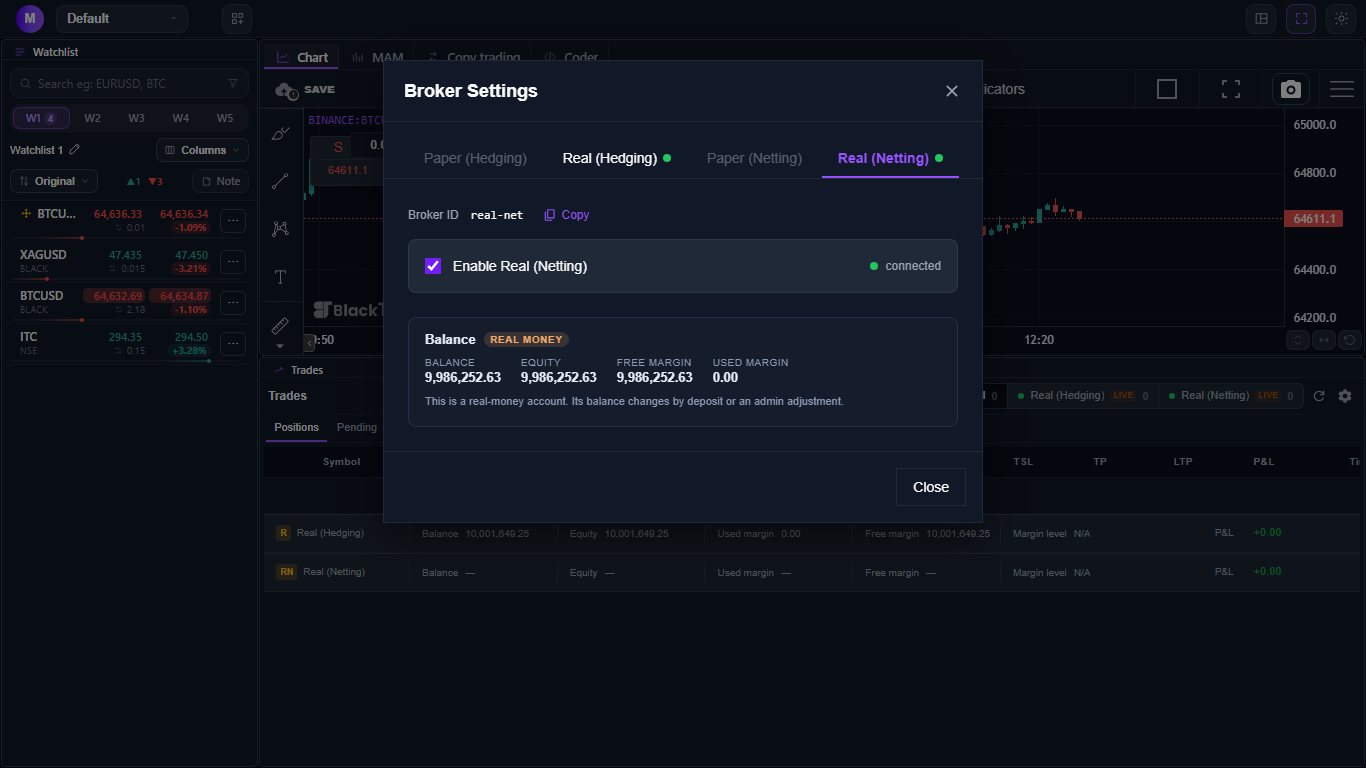 M
Default
Watchlist
Search eg: EURUSD, BTC
W1 4 W2 W3 W4 W5
Watchlist 1 Columns
Original ▲1 ▼3 Note
BTCU... 64,636.33 64,636.34
0.01 -1.09%
XAGUSD 47.435 47.450
BLACK 0.015 -3.21%
BTCUSD 64,632.69 64,634.87
BLACK 2.18 -1.10%
ITC 294.35 294.50
NSE 0.15 +3.28%
Chart MAM Copy trading Coder
SAVE
BINANCE:BTCU
S 0.0
64611.1
icators
65000.0
64800.0
64611.1
64400.0
64200.0
BlackT
:50 12:20
Broker Settings
Paper (Hedging) Real (Hedging) Paper (Netting) Real (Netting)
Broker ID real-net Copy
Enable Real (Netting) connected
Balance REAL MONEY
BALANCE EQUITY FREE MARGIN USED MARGIN
9,986,252.63 9,986,252.63 9,986,252.63 0.00
This is a real-money account. Its balance changes by deposit or an admin adjustment.
Close
Trades
Trades
0 Real (Hedging) LIVE 0 Real (Netting) LIVE 0
Positions Pending
Symbol TSL TP LTP P&L Ti
R Real (Hedging) Balance 10,001,649.25 Equity 10,001,649.25 Used margin 0.00 Free margin 10,001,649.25 Margin level N/A P&L +0.00
RN Real (Netting) Balance — Equity — Used margin — Free margin — Margin level N/A P&L +0.00